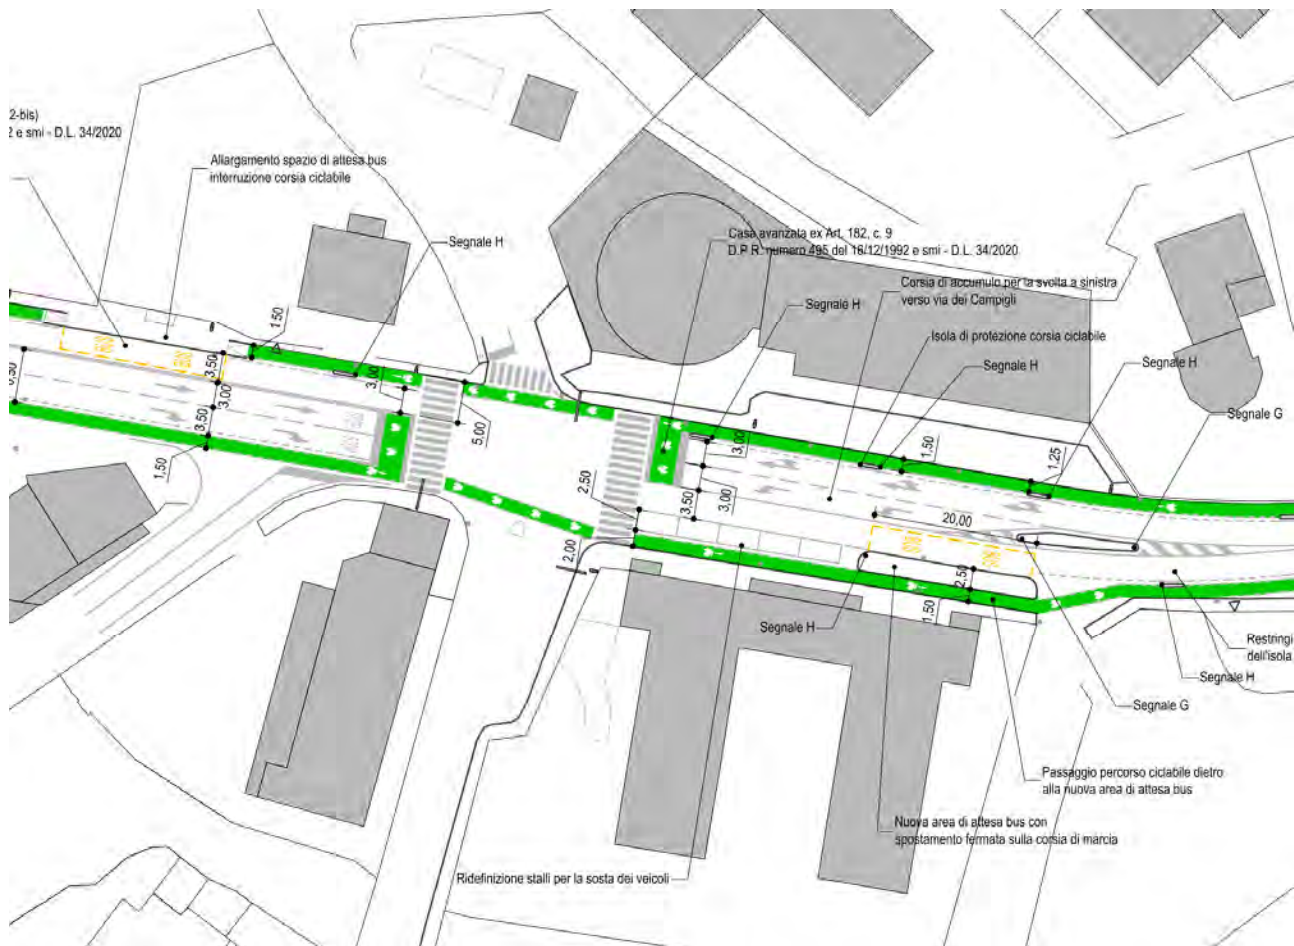 2-bis)
2 e smi - D.L. 34/2020
Allargamento spazio di attesa bus
interruzione corsia ciclabile
Segnale H
Casa avanzata ex Art. 182, c. 9
D.P.R. numero 495 del 16/12/1992 e smi - D.L. 34/2020
Segnale H
Corsia di accumulo per la svolta a sinistra
verso via dei Campigli
Isola di protezione corsia ciclabile
Segnale H
Segnale H
Segnale G
1,50
3,50
3,00
3,50
1,50
3,00
5,00
BUS
BUS
2,50
3,50
3,00
3,00
1,50
1,25
20,00
BUS
BUS
2,00
2,50
1,50
Segnale H
Restringi
dell'isola
Segnale H
Segnale G
Passaggio percorso ciclabile dietro
alla nuova area di attesa bus
Nuova area di attesa bus con
spostamento fermata sulla corsia di marcia
Ridefinizione stalli per la sosta dei veicoli